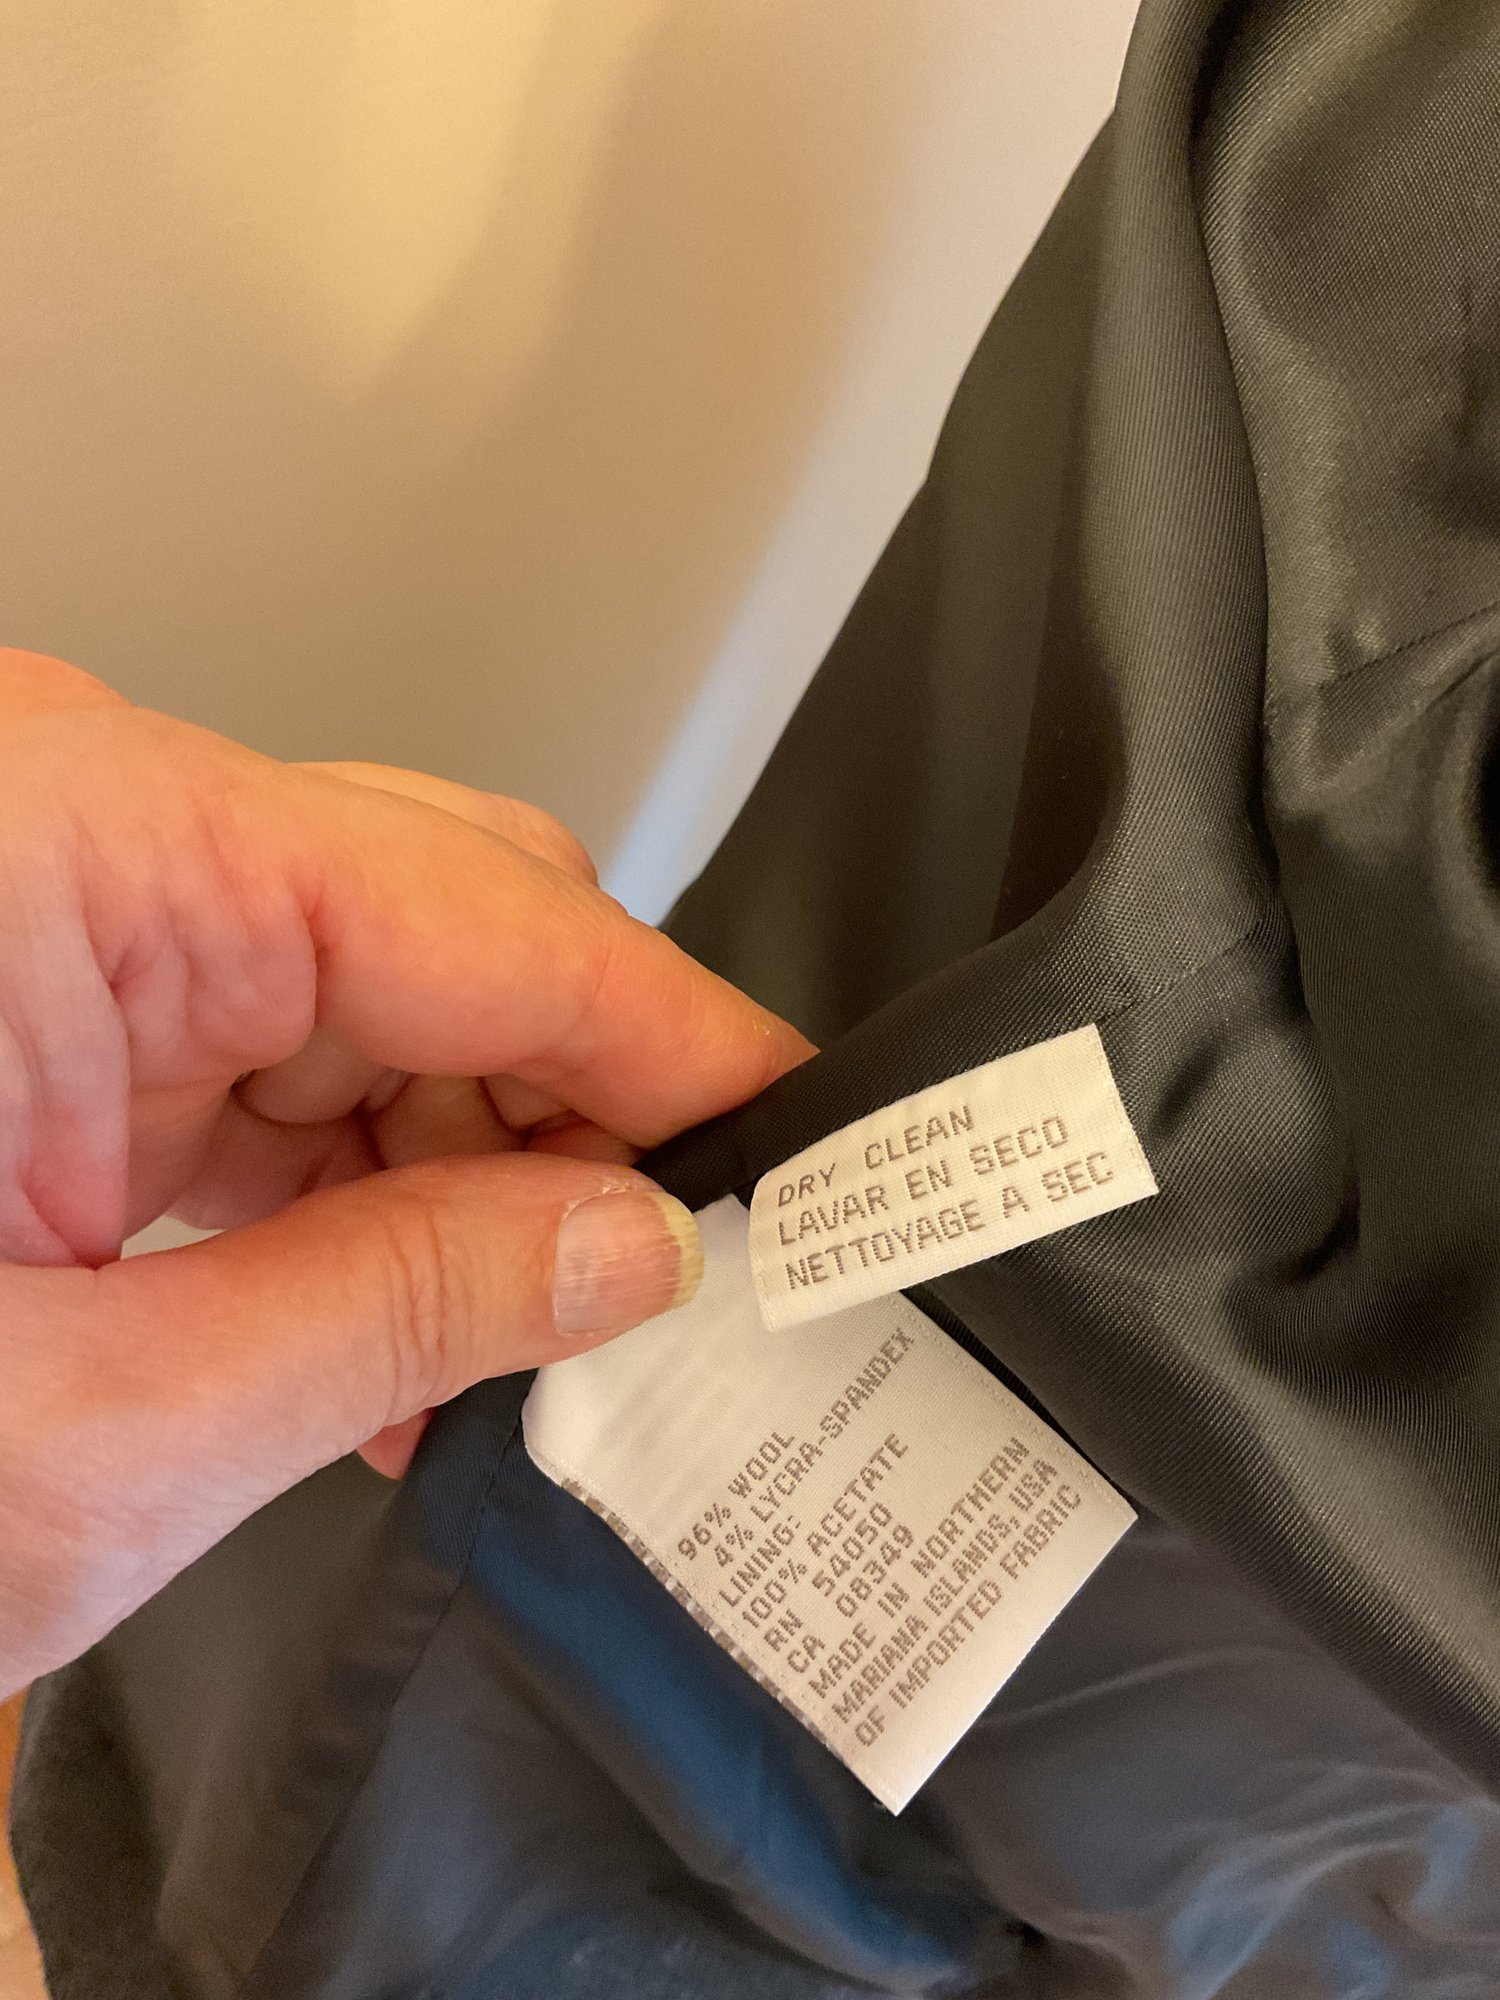 DRY CLEAN
LAVAR EN SECO
NETTOYAGE A SEC
96% WOOL
4% LYCRA-SPANDEX
LINING:
100% ACETATE
RN 54050
CA 08349
MADE IN NORTHERN
MARIANA ISLANDS, USA
OF IMPORTED FABRIC